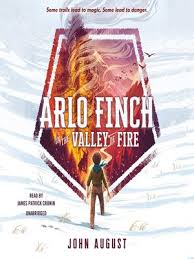 Some trails lead to magic. Some lead to danger.
ARLO FINCH
IN THE
VALLEY OF FIRE
READ BY
JAMES PATRICK CRONIN
UNABRIDGED
JOHN AUGUST